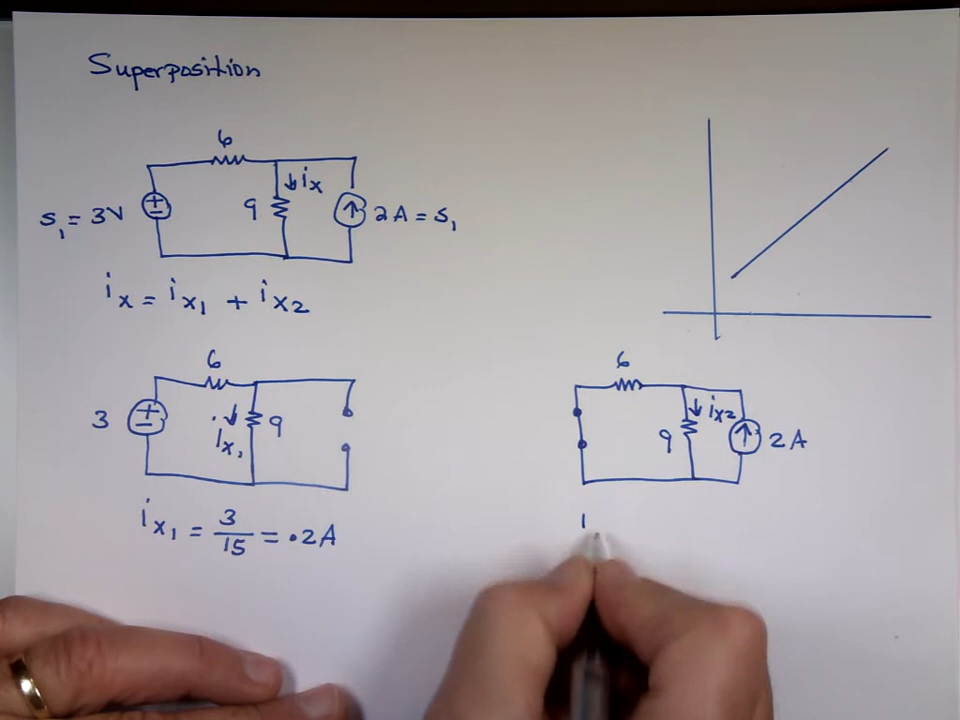 Superposition
6
S₁ = 3V
9
↓ iₓ
2A = S₁
iₓ = iₓ₁ + iₓ₂
6
3
↓ iₓ₁
9
iₓ₁ = 3/15 = .2A
6
9
↓ iₓ₂
2A